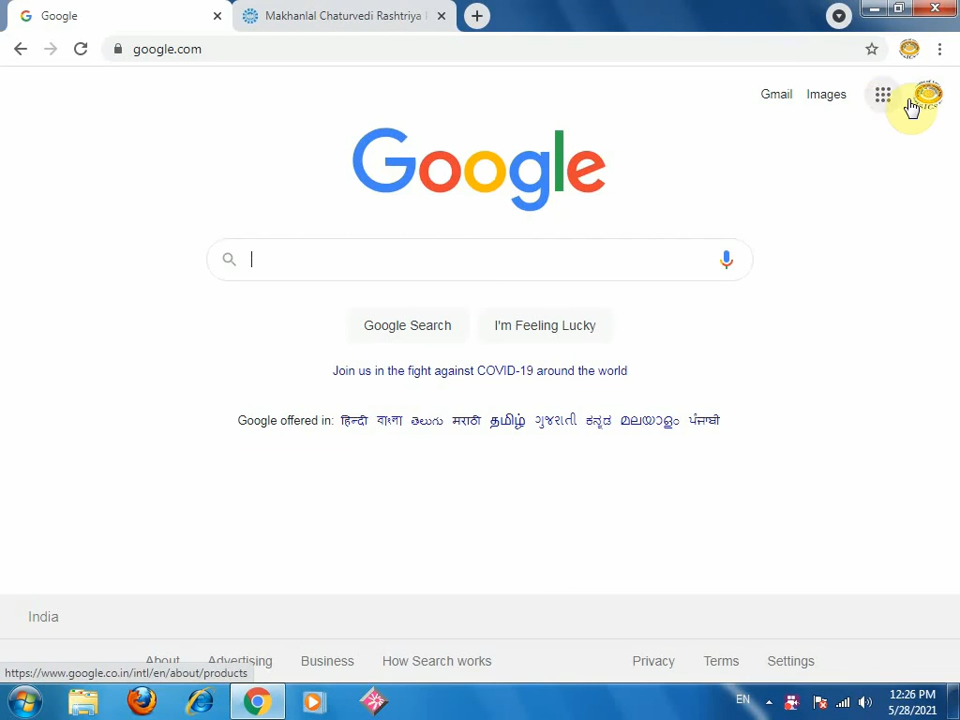 Google
Makhanlal Chaturvedi Rashtriya
google.com
Gmail Images
Google
Google Search I'm Feeling Lucky
Join us in the fight against COVID-19 around the world
Google offered in: हिन्दी বাংলা తెలుగు मराठी தமிழ் ગુજરાતી ಕನ್ನಡ മലയാളം ਪੰਜਾਬੀ
India
About Advertising Business How Search works Privacy Terms Settings
https://www.google.co.in/intl/en/about/products
EN 12:26 PM
5/28/2021